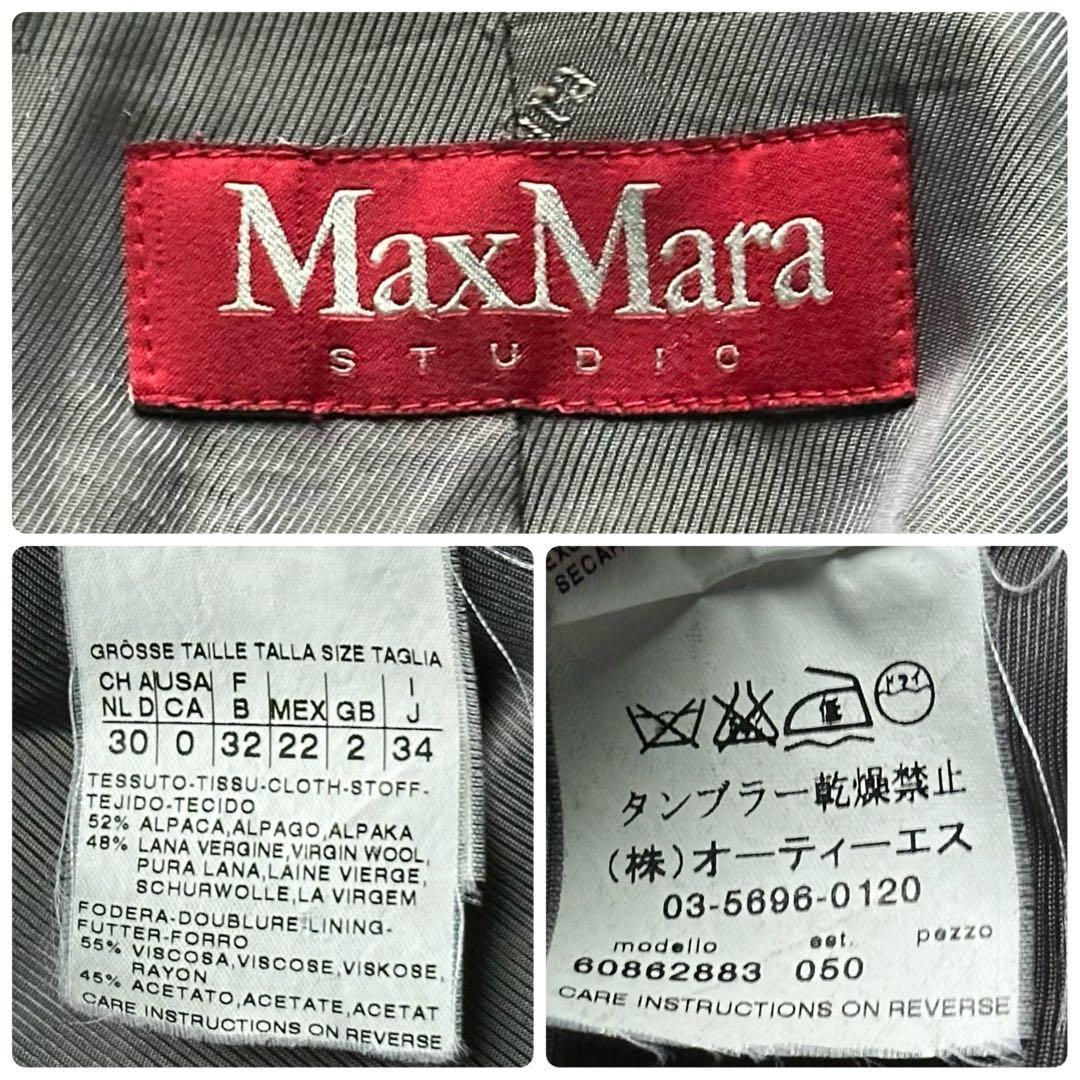 MaxMara
STUDIO
GRÖSSE TAILLE TALLA SIZE TAGLIA
CH A USA F I
NL D CA B MEX GB J
30 0 32 22 2 34
TESSUTO-TISSU-CLOTH-STOFF-
TEJIDO-TECIDO
52% ALPACA,ALPAGO,ALPAKA
48% LANA VERGINE,VIRGIN WOOL,
PURA LANA,LAINE VIERGE,
SCHURWOLLE,LA VIRGEM
FODERA-DOUBLURE-LINING-
FUTTER-FORRO
55% VISCOSA,VISCOSE,VISKOSE,
RAYON
45% ACETATO,ACETATE,ACETAT
CARE INSTRUCTIONS ON REVERSE
低 ドライ
タンブラー乾燥禁止
(株)オーティーエス
03-5696-0120
modello est. pezzo
60862883 050
CARE INSTRUCTIONS ON REVERSE